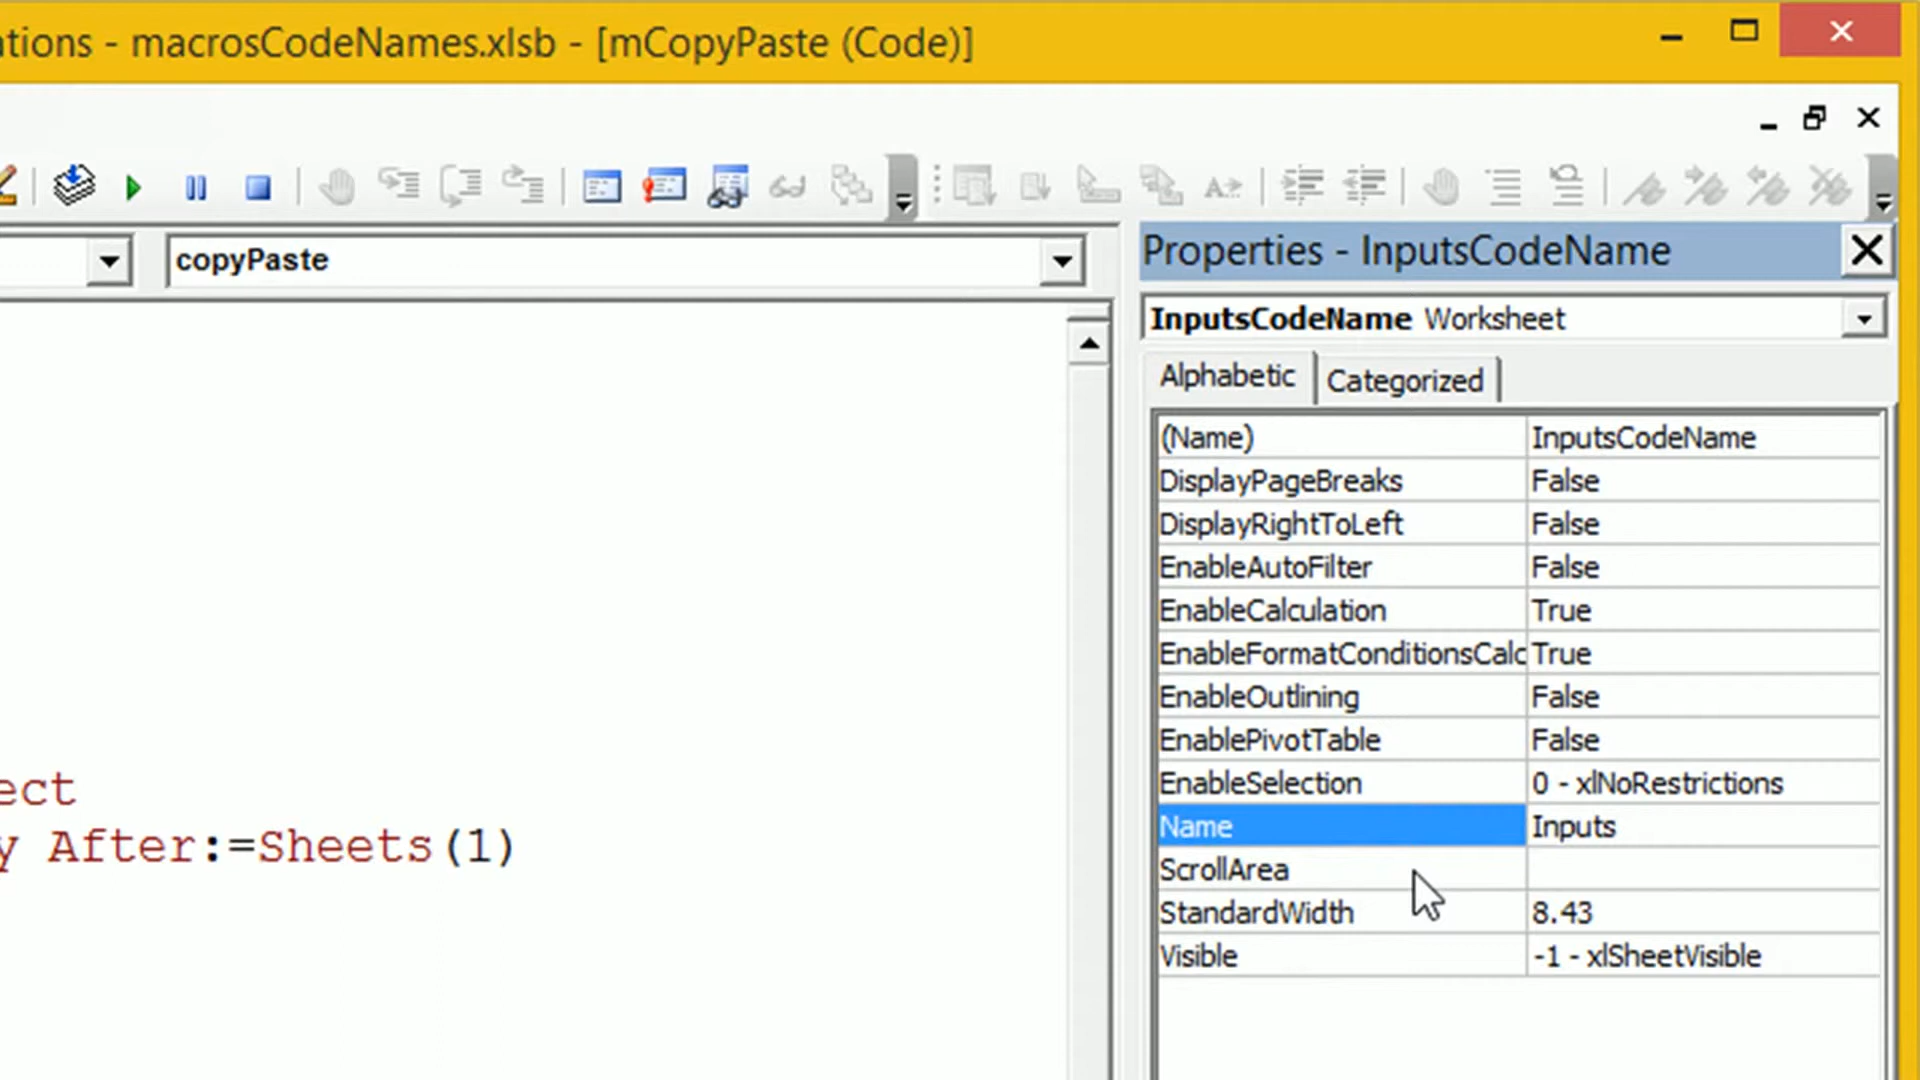 ations - macrosCodeNames.xlsb - [mCopyPaste (Code)]
copyPaste
Properties - InputsCodeName
InputsCodeName Worksheet
Alphabetic Categorized
(Name) InputsCodeName
DisplayPageBreaks False
DisplayRightToLeft False
EnableAutoFilter False
EnableCalculation True
EnableFormatConditionsCalc True
EnableOutlining False
EnablePivotTable False
EnableSelection 0 - xlNoRestrictions
Name Inputs
ScrollArea
StandardWidth 8.43
Visible -1 - xlSheetVisible
ect
y After:=Sheets(1)